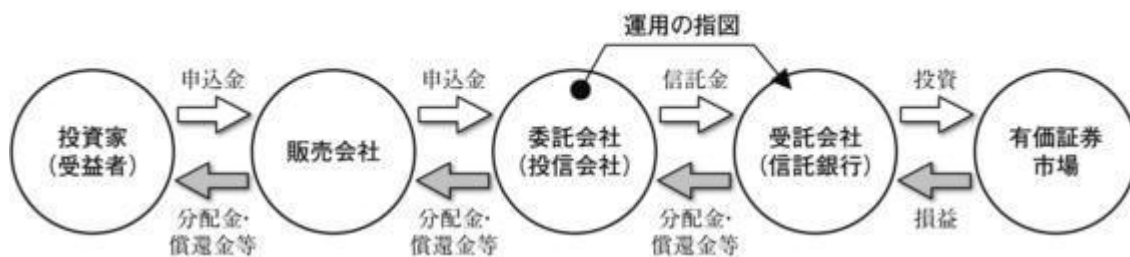 運用の指図
申込金
申込金
信託金
投資
投資家
(受益者)
販売会社
委託会社
(投信会社)
受託会社
(信託銀行)
有価証券
市場
分配金・
償還金等
分配金・
償還金等
分配金・
償還金等
損益